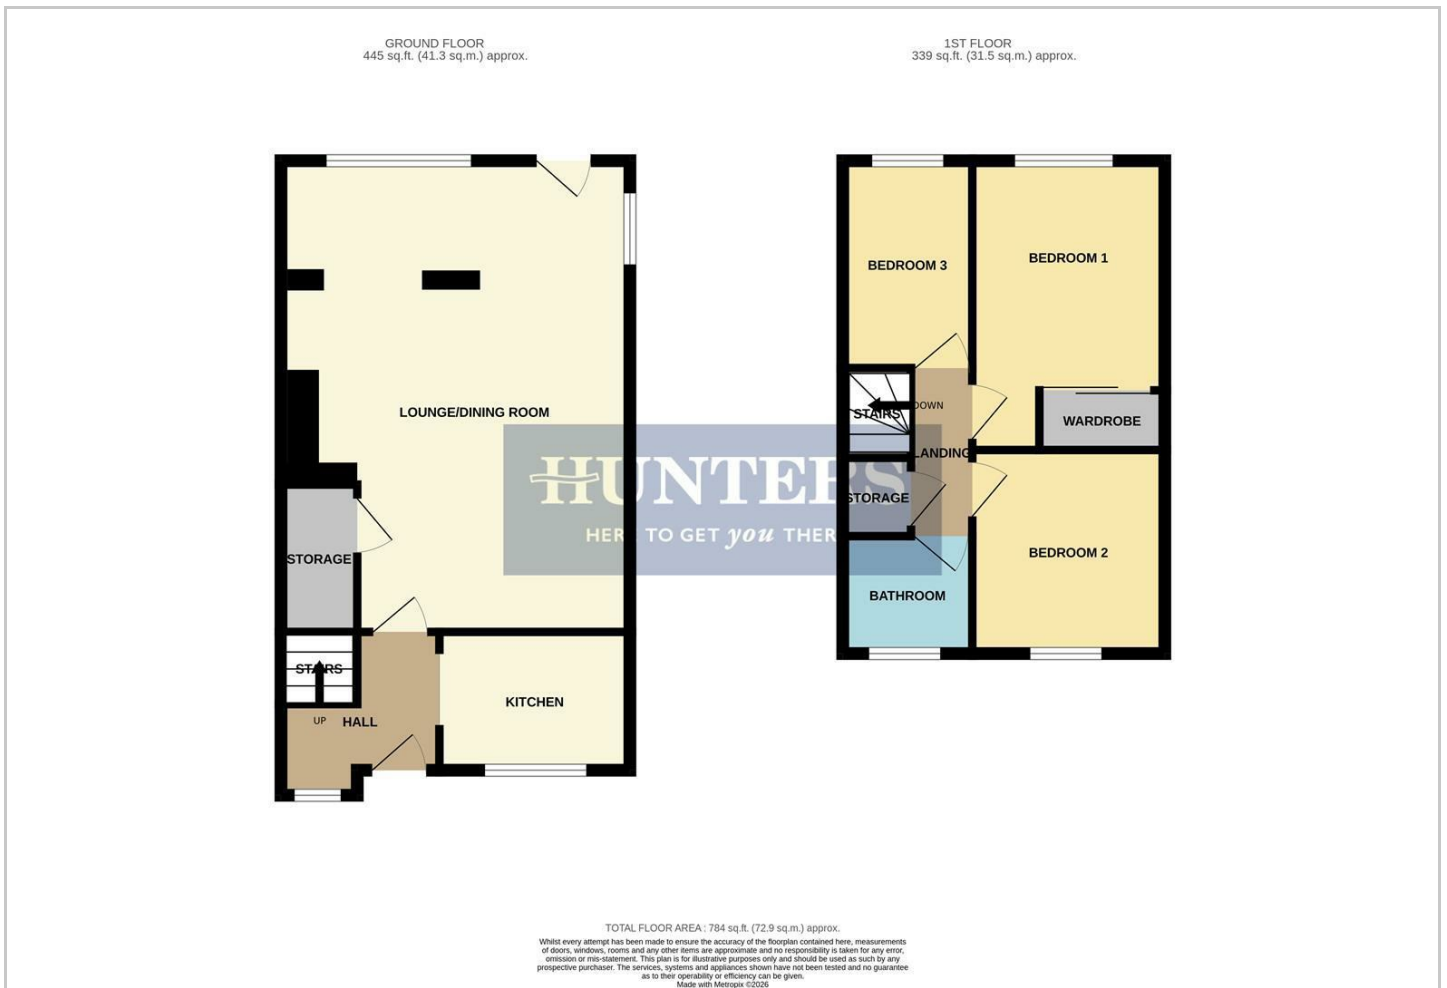 GROUND FLOOR
445 sq.ft. (41.3 sq.m.) approx.
1ST FLOOR
339 sq.ft. (31.5 sq.m.) approx.
BEDROOM 3
BEDROOM 1
LOUNGE/DINING ROOM
STAIRS
DOWN
WARDROBE
LANDING
HUNTERS
HERE TO GET you THER
STORAGE
BEDROOM 2
STORAGE
BATHROOM
STAIRS
UP
HALL
KITCHEN
TOTAL FLOOR AREA : 784 sq.ft. (72.9 sq.m.) approx.
Whilst every attempt has been made to ensure the accuracy of the floorplan contained here, measurements
of doors, windows, rooms and any other items are approximate and no responsibility is taken for any error,
omission or mis-statement. This plan is for illustrative purposes only and should be used as such by any
prospective purchaser. The services, systems and appliances shown have not been tested and no guarantee
as to their operability or efficiency can be given.
Made with Metropix ©2026